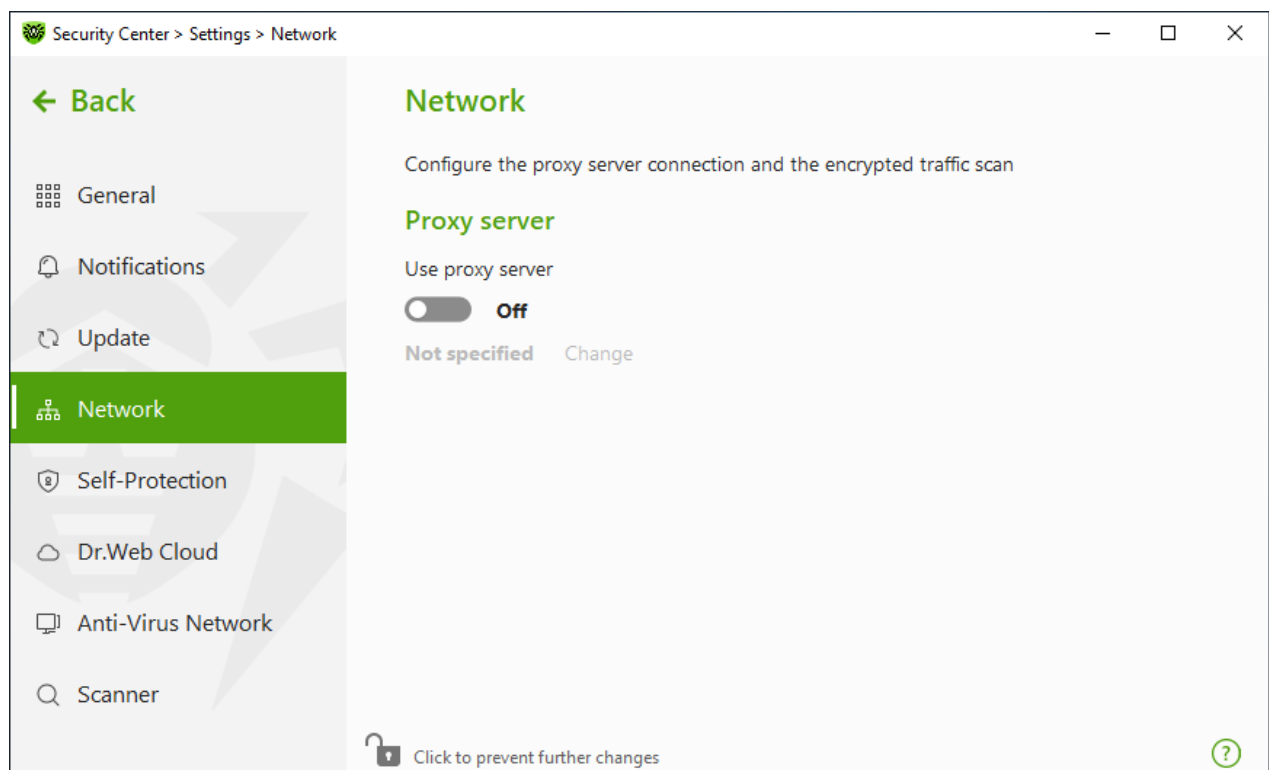 Security Center > Settings > Network
Back
General
Notifications
Update
Network
Self-Protection
Dr.Web Cloud
Anti-Virus Network
Scanner
Network
Configure the proxy server connection and the encrypted traffic scan
Proxy server
Use proxy server
Off
Not specified Change
Click to prevent further changes
?